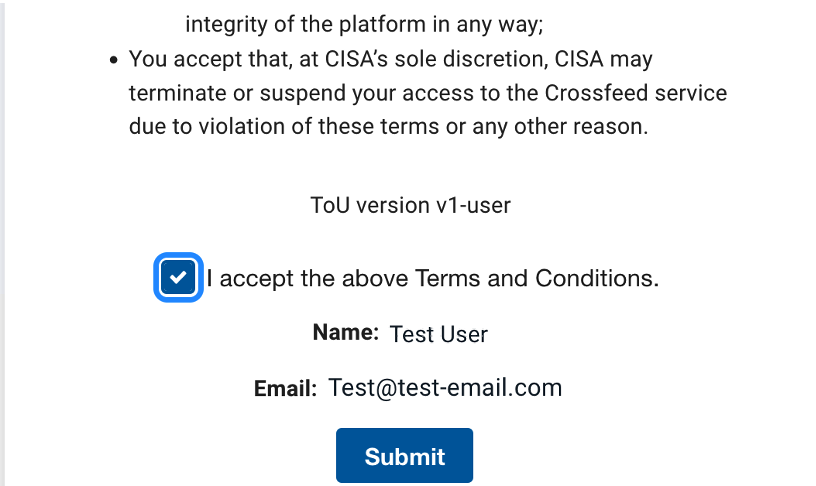 integrity of the platform in any way;
• You accept that, at CISA’s sole discretion, CISA may
terminate or suspend your access to the Crossfeed service
due to violation of these terms or any other reason.
ToU version v1-user
I accept the above Terms and Conditions.
Name: Test User
Email: Test@test-email.com
Submit